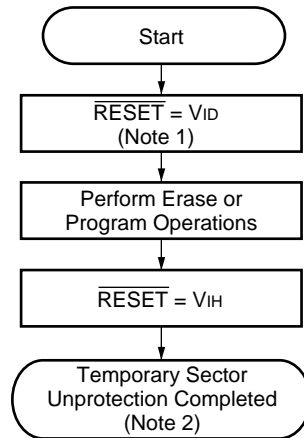 Start
RESET = VID
(Note 1)
Perform Erase or
Program Operations
RESET = VIH
Temporary Sector
Unprotection Completed
(Note 2)